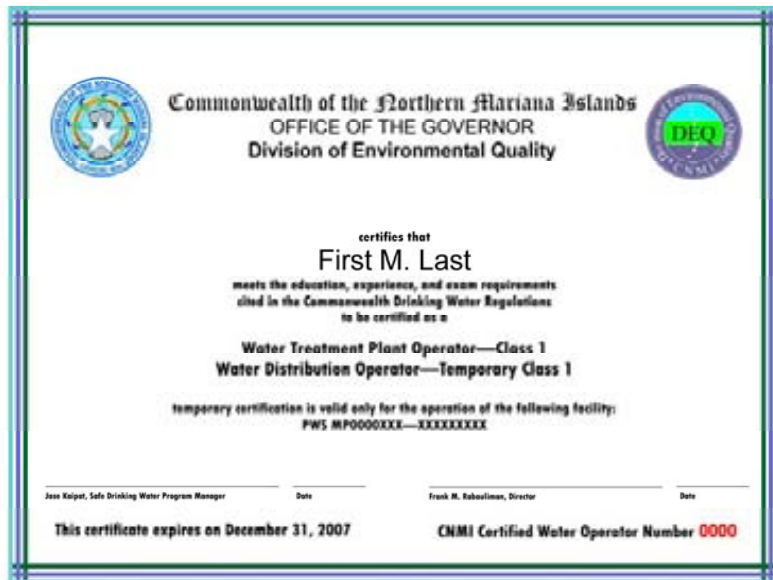 Commonwealth of the Northern Mariana Islands
OFFICE OF THE GOVERNOR
Division of Environmental Quality
DEQ
certifies that
First M. Last
meets the education, experience, and exam requirements
cited in the Commonwealth Drinking Water Regulations
to be certified as a
Water Treatment Plant Operator—Class 1
Water Distribution Operator—Temporary Class 1
temporary certification is valid only for the operation of the following facility:
PWS MP0000XXX—XXXXXXXXX
Jose Kaipat, Safe Drinking Water Program Manager Date Frank M. Rabauliman, Director Date
This certificate expires on December 31, 2007 CNMI Certified Water Operator Number 0000